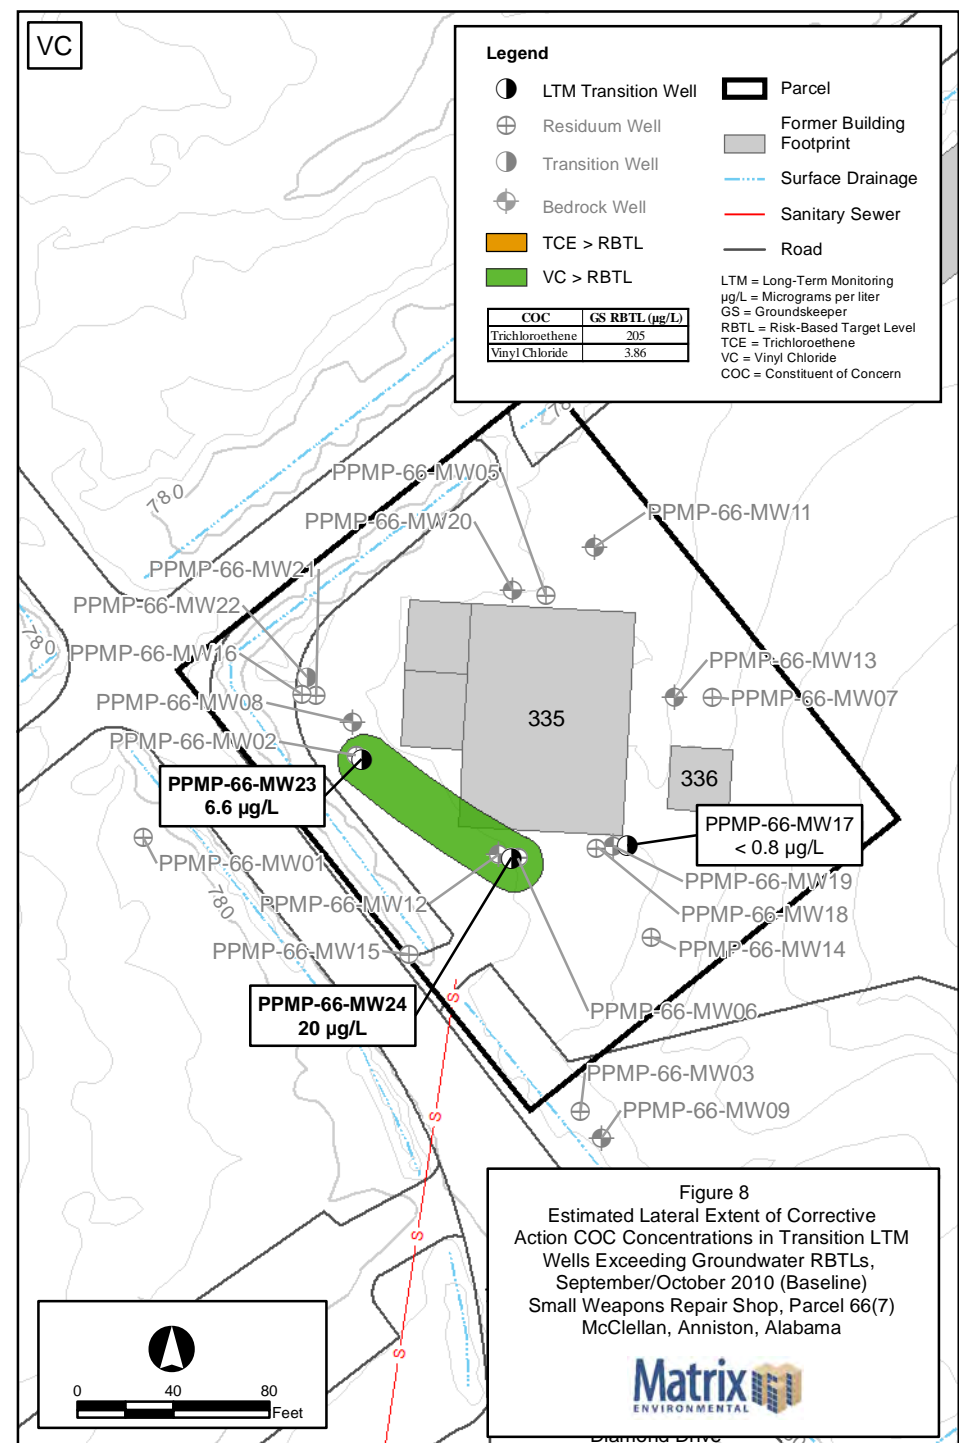 VC
Legend
LTM Transition Well
Residuum Well
Transition Well
Bedrock Well
TCE > RBTL
VC > RBTL
Parcel
Former Building
Footprint
Surface Drainage
Sanitary Sewer
Road
COC GS RBTL (µg/L)
Trichloroethene 205
Vinyl Chloride 3.86
LTM = Long-Term Monitoring
µg/L = Micrograms per liter
GS = Groundskeeper
RBTL = Risk-Based Target Level
TCE = Trichloroethene
VC = Vinyl Chloride
COC = Constituent of Concern
780
PPMP-66-MW05
PPMP-66-MW20
PPMP-66-MW11
PPMP-66-MW21
PPMP-66-MW22
780
PPMP-66-MW16
PPMP-66-MW13
PPMP-66-MW07
PPMP-66-MW08
335
PPMP-66-MW02
336
PPMP-66-MW23
6.6 µg/L
PPMP-66-MW17
< 0.8 µg/L
PPMP-66-MW01
PPMP-66-MW19
780
PPMP-66-MW12
PPMP-66-MW18
PPMP-66-MW15
PPMP-66-MW14
PPMP-66-MW24
20 µg/L
S
PPMP-66-MW06
PPMP-66-MW03
PPMP-66-MW09
S
S
S
Figure 8
Estimated Lateral Extent of Corrective
Action COC Concentrations in Transition LTM
Wells Exceeding Groundwater RBTLs,
September/October 2010 (Baseline)
Small Weapons Repair Shop, Parcel 66(7)
McClellan, Anniston, Alabama
Matrix
ENVIRONMENTAL
0 40 80
Feet
Diamond Drive